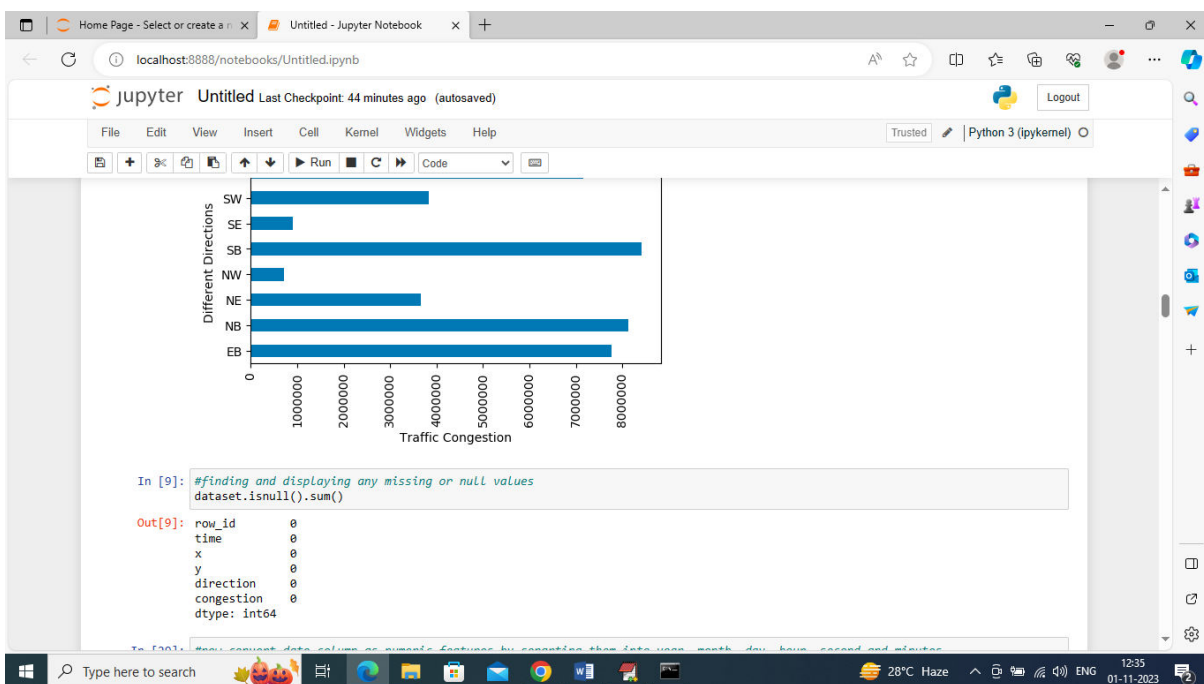 Home Page - Select or create a n
Untitled - Jupyter Notebook
localhost:8888/notebooks/Untitled.ipynb
jupyter Untitled Last Checkpoint: 44 minutes ago (autosaved)
Logout
File Edit View Insert Cell Kernel Widgets Help
Trusted Python 3 (ipykernel)
Run Code
SW
SE
SB
NW
NE
NB
EB
Different Directions
0 1000000 2000000 3000000 4000000 5000000 6000000 7000000 8000000
Traffic Congestion
In [9]: #finding and displaying any missing or null values
dataset.isnull().sum()
Out[9]: row_id 0
time 0
x 0
y 0
direction 0
congestion 0
dtype: int64
Type here to search
28°C Haze
ENG
12:35
01-11-2023